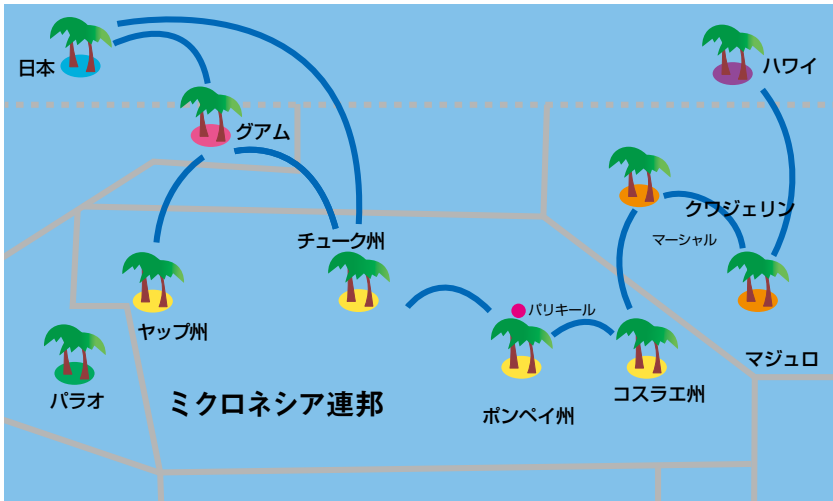 日本
ハワイ
グアム
クワジェリン
チューク州
マーシャル
パリキール
ヤップ州
マジュロ
パラオ
ミクロネシア連邦
ポンペイ州
コスラエ州